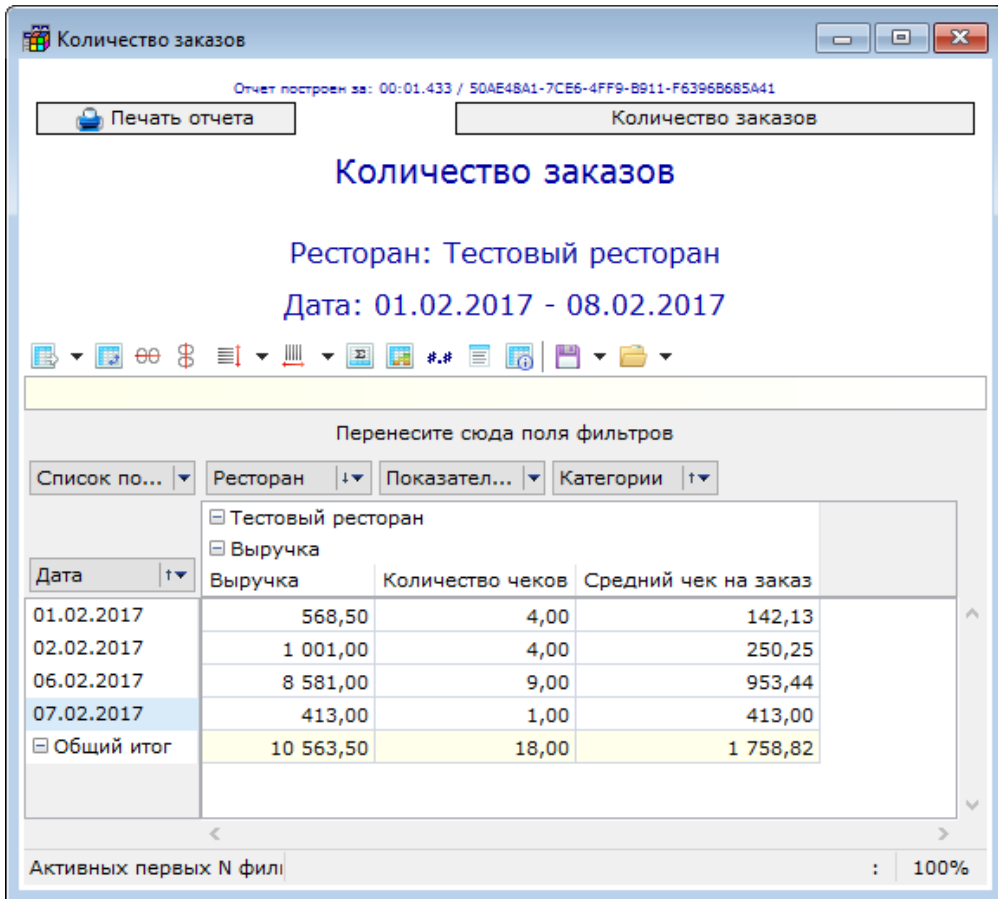 Количество заказов
Отчет построен за: 00:01.433 / 50AE48A1-7CE6-4FF9-B911-F6396B685A41
Печать отчета Количество заказов
Количество заказов
Ресторан: Тестовый ресторан
Дата: 01.02.2017 - 08.02.2017
#.#
Перенесите сюда поля фильтров
Список по... Ресторан Показател... Категории
Тестовый ресторан
Выручка
Дата Выручка Количество чеков Средний чек на заказ
01.02.2017 568,50 4,00 142,13
02.02.2017 1 001,00 4,00 250,25
06.02.2017 8 581,00 9,00 953,44
07.02.2017 413,00 1,00 413,00
Общий итог 10 563,50 18,00 1 758,82
Активных первых N фил : 100%